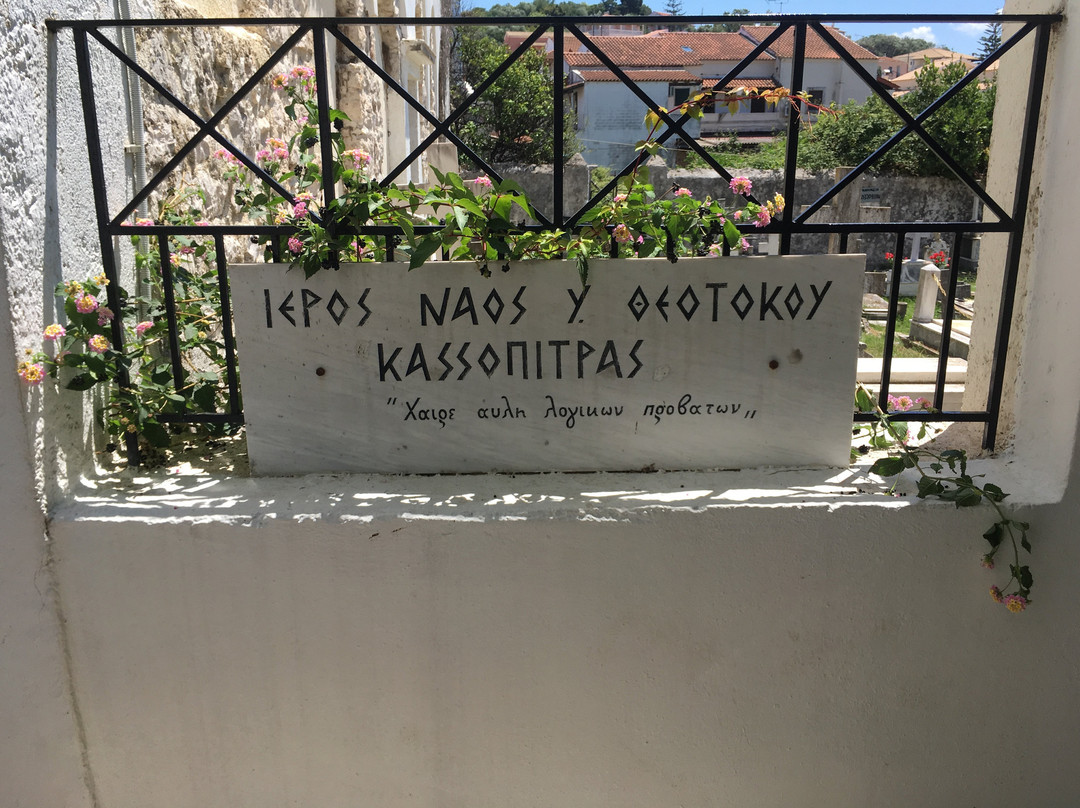 ΙΕΡΟΣ ΝΑΟΣ Υ. ΘΕΟΤΟΚΟΥ
ΚΑΣΣΟΠΙΤΡΑΣ
"Χαιρε αυλη λογικων προβατων„